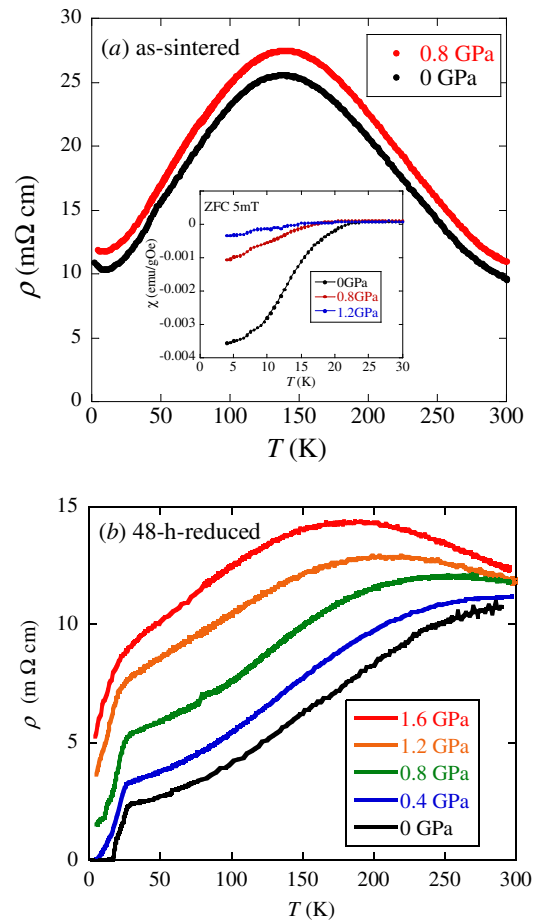 (a) as-sintered
0.8 GPa
0 GPa
30
25
20
15
10
5
0
ρ (mΩ cm)
0 50 100 150 200 250 300
T (K)
ZFC 5mT
0
-0.001
-0.002
-0.003
-0.004
χ (emu/gOe)
0GPa
0.8GPa
1.2GPa
0 5 10 15 20 25 30
T (K)
(b) 48-h-reduced
15
10
5
0
ρ (m Ω cm)
1.6 GPa
1.2 GPa
0.8 GPa
0.4 GPa
0 GPa
0 50 100 150 200 250 300
T (K)